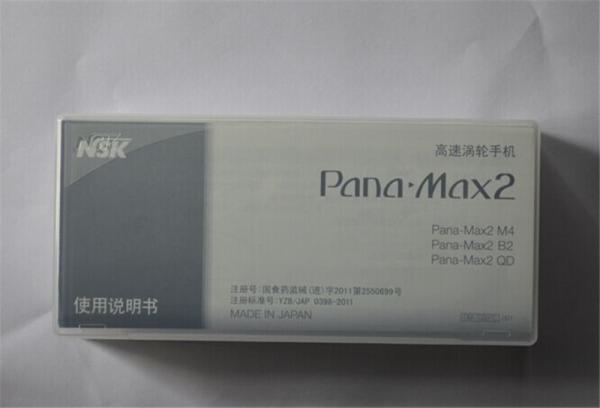 NSK
高速涡轮手机
Pana·Max2
Pana-Max2 M4
Pana-Max2 B2
Pana-Max2 QD
注册号:国食药监械(进)字2011第2550699号
注册标准号:YZB/JAP 0398-2011
MADE IN JAPAN
使用说明书